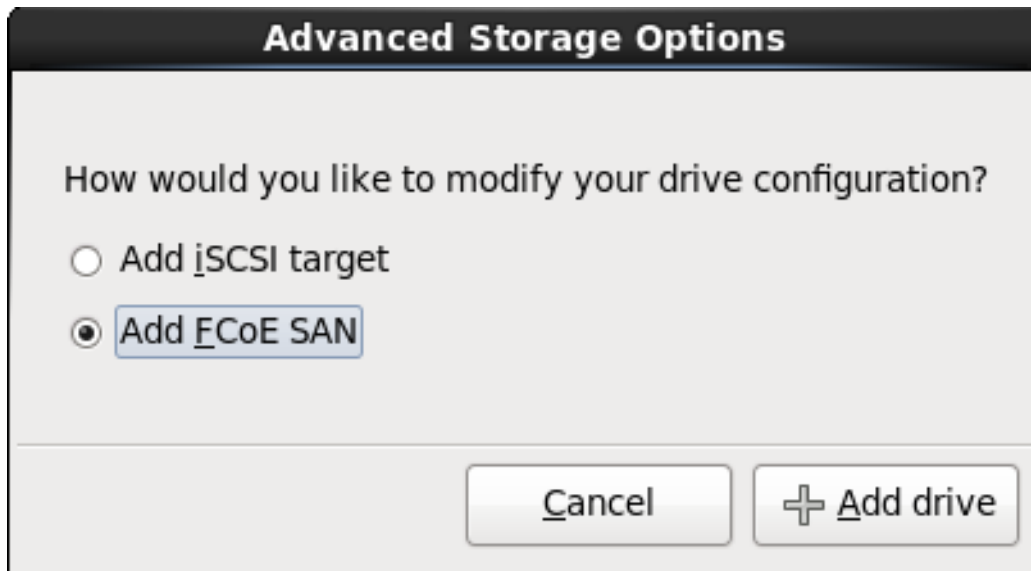 Advanced Storage Options
How would you like to modify your drive configuration?
Add iSCSI target
Add FCoE SAN
Cancel
Add drive